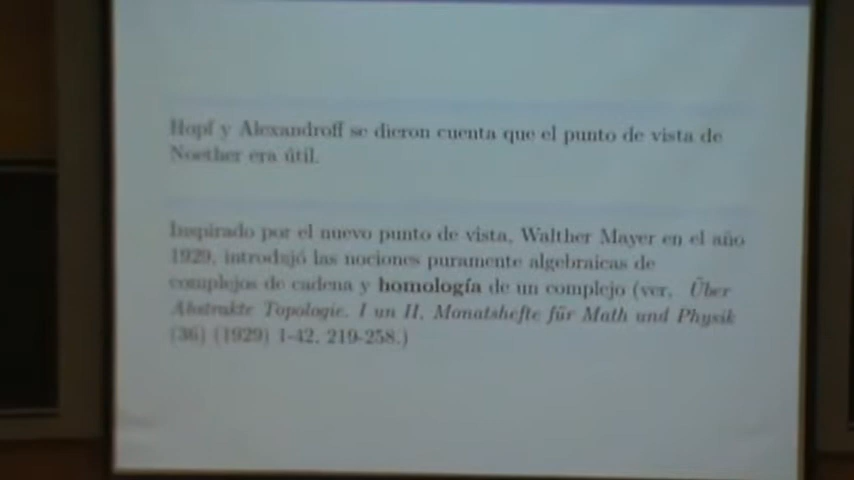 Hopf y Alexandroff se dieron cuenta que el punto de vista de
Noether era útil.
Inspirado por el nuevo punto de vista, Walther Mayer en el año
1929, introdujó las nociones puramente algebraicas de
complejos de cadena y homología de un complejo (ver, Über
Abstrakte Topologie. I un II, Monatshefte für Math und Physik
(36) (1929) 1-42, 219-258.)